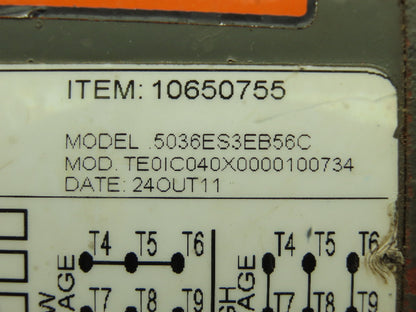 ITEM: 10650755
MODEL .5036ES3EB56C
MOD. TE0IC040X0000100734
DATE: 24OUT11
T4 T5 T6
T7 T8 T9
T4 T5 T6
T7 T8 T9